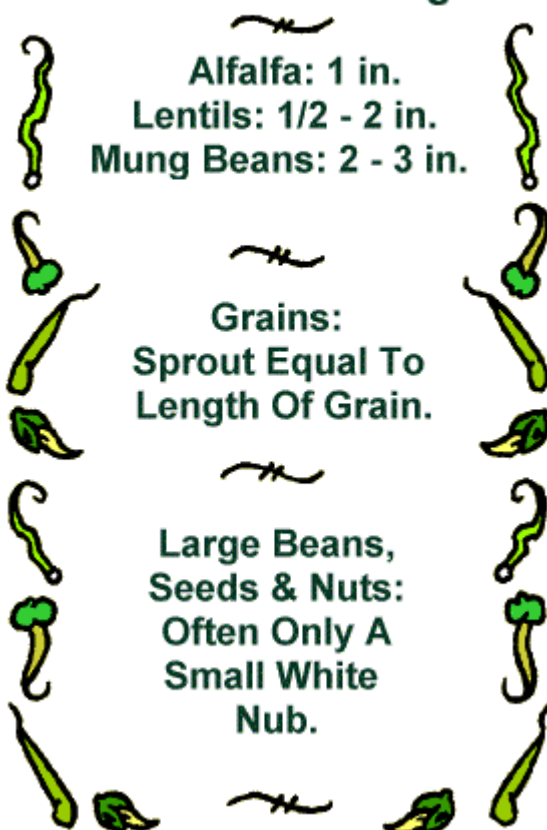 Alfalfa: 1 in.
Lentils: 1/2 - 2 in.
Mung Beans: 2 - 3 in.
Grains:
Sprout Equal To
Length Of Grain.
Large Beans,
Seeds & Nuts:
Often Only A
Small White
Nub.